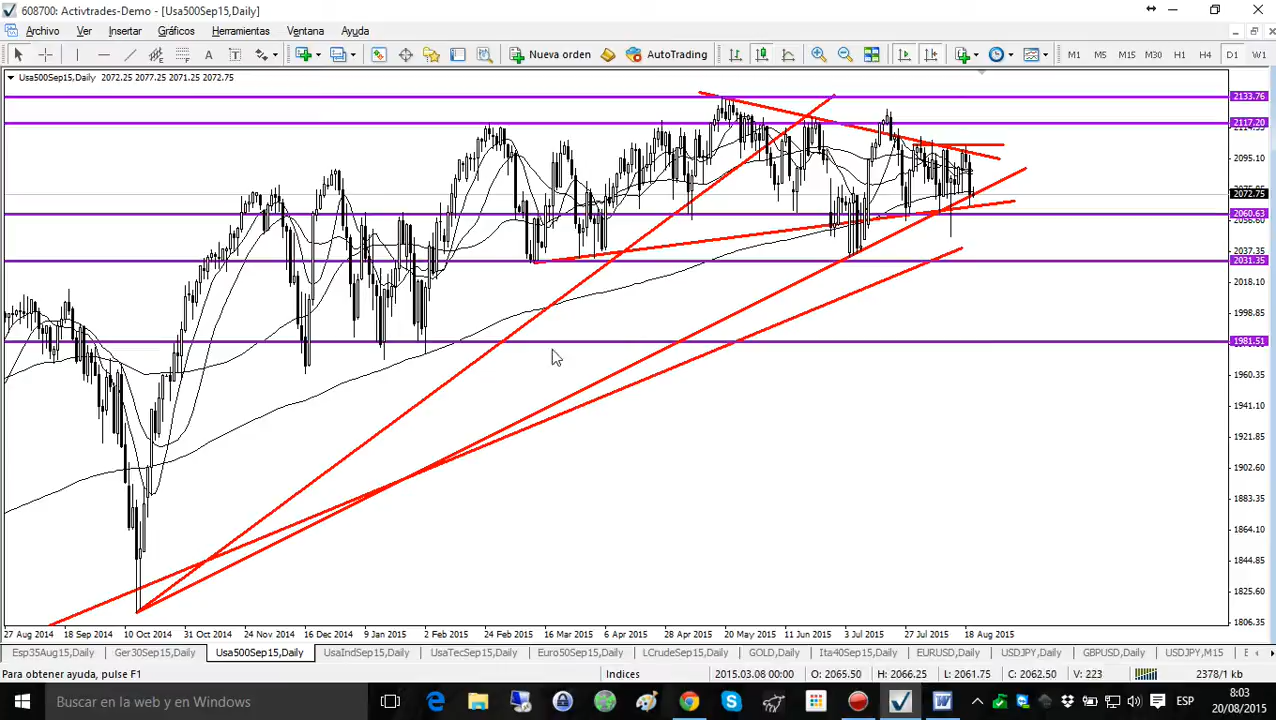 608700: Activtrades-Demo - [Usa500Sep15,Daily]
Archivo Ver Insertar Gráficos Herramientas Ventana Ayuda
A T Nueva orden AutoTrading M1 M5 M15 M30 H1 H4 D1 W1
Usa500Sep15,Daily 2072.25 2077.25 2071.25 2072.75
2133.76
2117.20
2095.10
2072.75
2060.63
2037.35
2031.35
2018.10
1998.85
1981.51
1960.35
1941.10
1921.85
1902.60
1883.35
1864.10
1844.85
1825.60
1806.35
27 Aug 2014 18 Sep 2014 10 Oct 2014 31 Oct 2014 24 Nov 2014 16 Dec 2014 9 Jan 2015 2 Feb 2015 24 Feb 2015 16 Mar 2015 6 Apr 2015 28 Apr 2015 20 May 2015 11 Jun 2015 3 Jul 2015 27 Jul 2015 18 Aug 2015
Esp35Aug15,Daily Ger30Sep15,Daily Usa500Sep15,Daily UsaIndSep15,Daily UsaTecSep15,Daily Euro50Sep15,Daily LCrudeSep15,Daily GOLD,Daily Ita40Sep15,Daily EURUSD,Daily USDJPY,Daily GBPUSD,Daily USDJPY,M15 E
Para obtener ayuda, pulse F1 Indices 2015.03.08 00:00 O: 2065.50 H: 2066.25 L: 2061.75 C: 2062.50 V: 223 2378/1 kb
Buscar en la web y en Windows ESP 8:03
20/08/2015